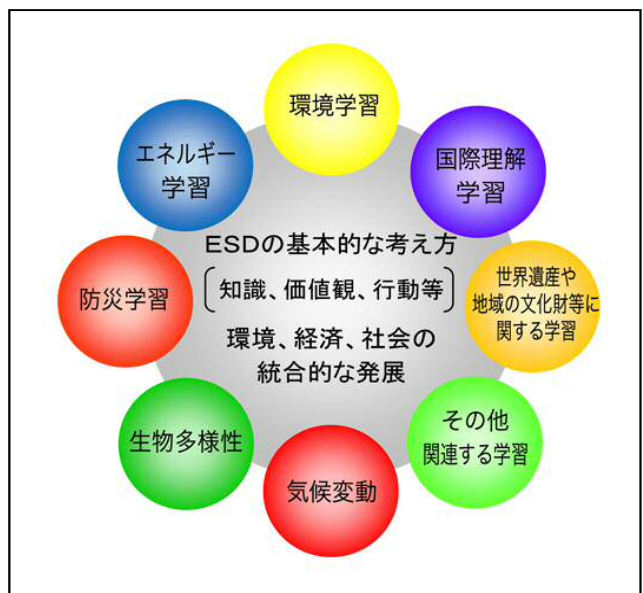 環境学習
エネルギー
学習
国際理解
学習
ESDの基本的な考え方
知識、価値観、行動等
環境、経済、社会の
統合的な発展
防災学習
世界遺産や
地域の文化財等に
関する学習
生物多様性
その他
関連する学習
気候変動